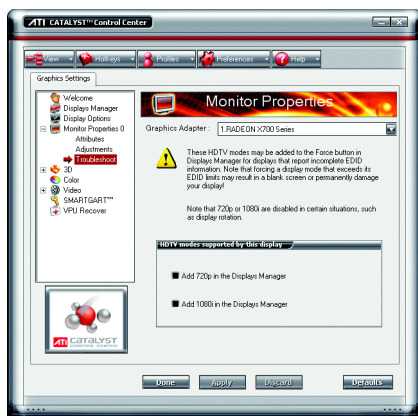 ATI CATALYST™ Control Center
View Hotkeys Profiles Preferences Help
Graphics Settings
Welcome
Displays Manager
Display Options
Monitor Properties 0
Attributes
Adjustments
Troubleshoot
3D
Color
Video
SMARTGART™
VPU Recover
Monitor Properties
Graphics Adapter : 1.RADEON X700 Series
These HDTV modes may be added to the Force button in
Displays Manager for displays that report incomplete EDID
information. Note that forcing a display mode that exceeds its
EDID limits may result in a blank screen or permanently damage
your display!
Note that 720p or 1080i are disabled in certain situations, such
as display rotation.
HDTV modes supported by this display
Add 720p in the Displays Manager
Add 1080i in the Displays Manager
ATI CATALYST
CONTROL CENTER
Done Apply Discard Defaults